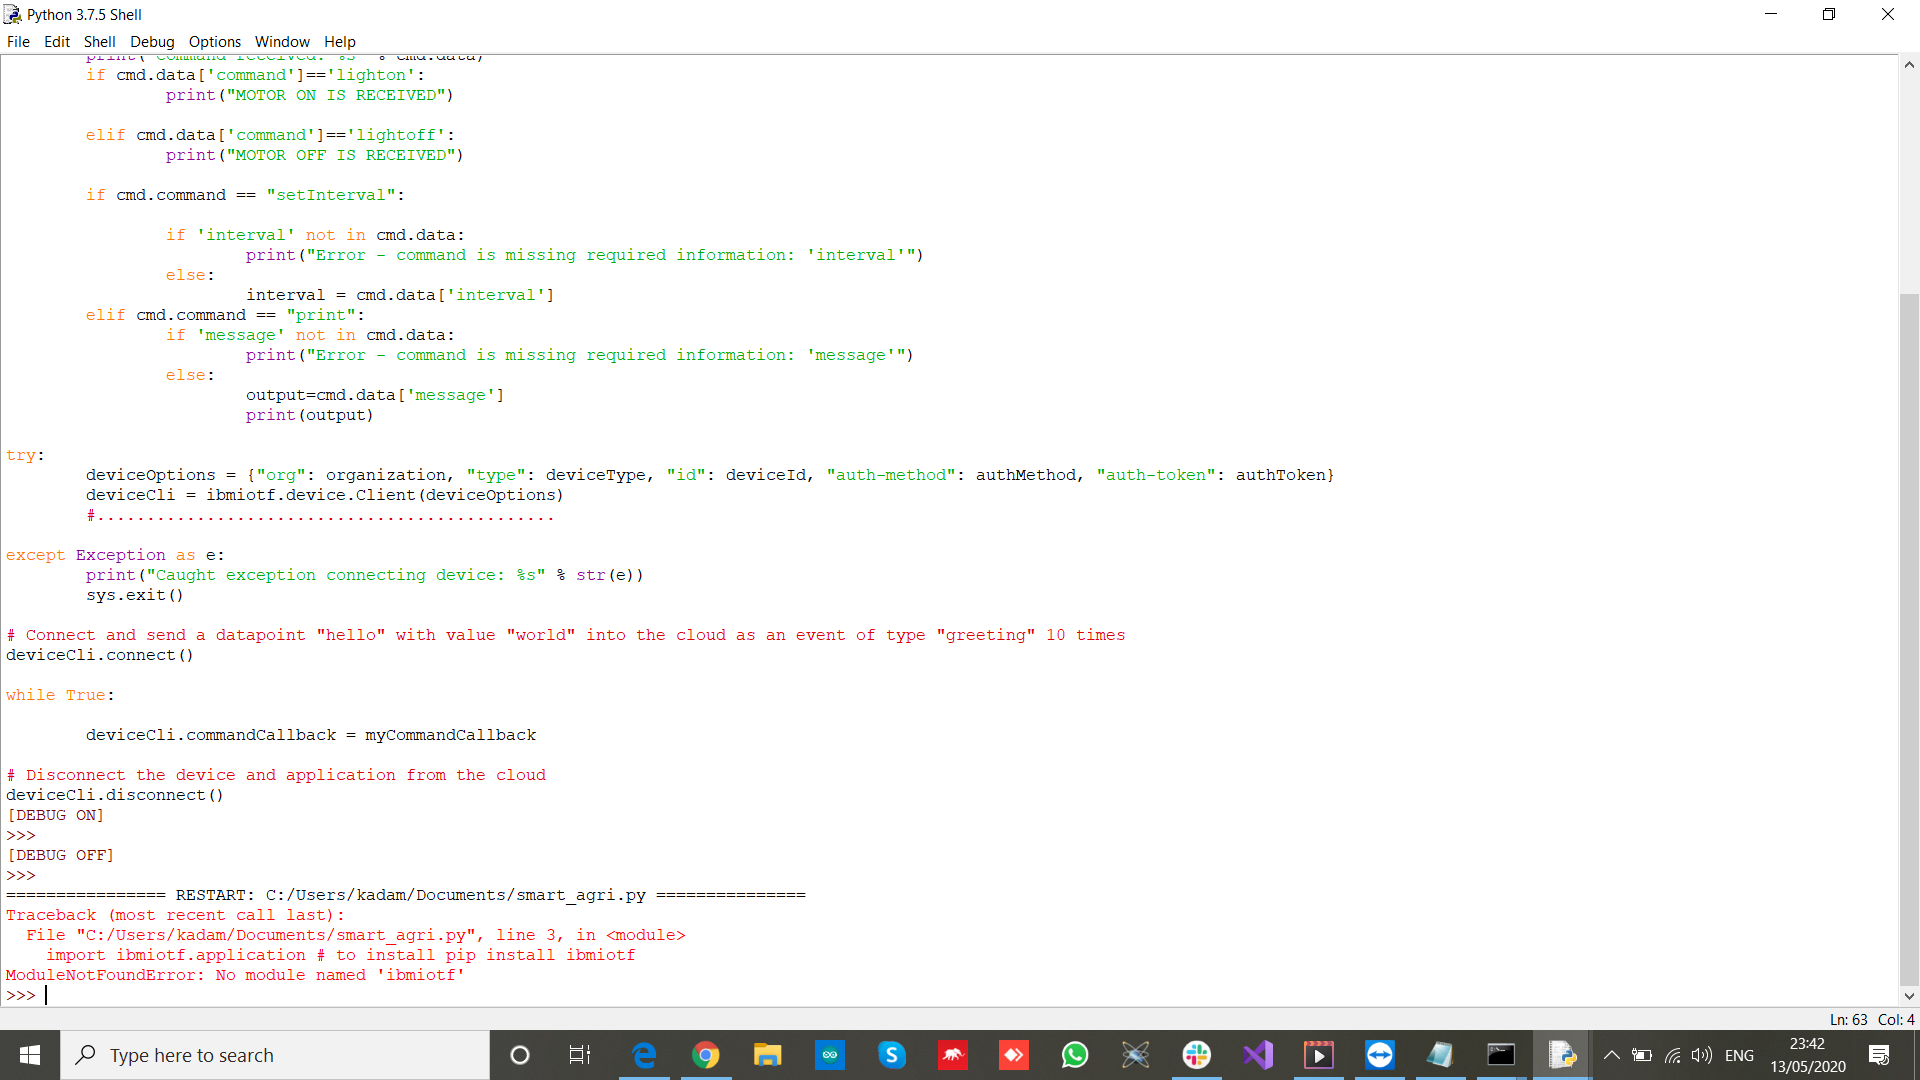 Python 3.7.5 Shell
File Edit Shell Debug Options Window Help
print("Command received: %s" % cmd.data)
if cmd.data['command']=='lighton':
print("MOTOR ON IS RECEIVED")
elif cmd.data['command']=='lightoff':
print("MOTOR OFF IS RECEIVED")
if cmd.command == "setInterval":
if 'interval' not in cmd.data:
print("Error - command is missing required information: 'interval'")
else:
interval = cmd.data['interval']
elif cmd.command == "print":
if 'message' not in cmd.data:
print("Error - command is missing required information: 'message'")
else:
output=cmd.data['message']
print(output)
try:
deviceOptions = {"org": organization, "type": deviceType, "id": deviceId, "auth-method": authMethod, "auth-token": authToken}
deviceCli = ibmiotf.device.Client(deviceOptions)
#..............................................
except Exception as e:
print("Caught exception connecting device: %s" % str(e))
sys.exit()
# Connect and send a datapoint "hello" with value "world" into the cloud as an event of type "greeting" 10 times
deviceCli.connect()
while True:
deviceCli.commandCallback = myCommandCallback
# Disconnect the device and application from the cloud
deviceCli.disconnect()
[DEBUG ON]
>>>
[DEBUG OFF]
>>>
================ RESTART: C:/Users/kadam/Documents/smart_agri.py ===============
Traceback (most recent call last):
File "C:/Users/kadam/Documents/smart_agri.py", line 3, in <module>
import ibmiotf.application # to install pip install ibmiotf
ModuleNotFoundError: No module named 'ibmiotf'
>>>
Ln: 63 Col: 4
Type here to search
ENG
23:42
13/05/2020